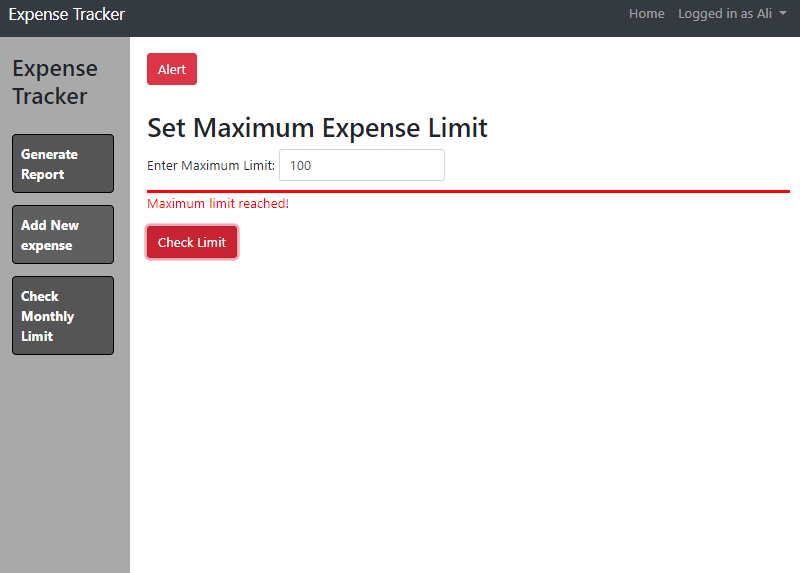 Expense Tracker
Home
Logged in as Ali
Expense
Tracker
Generate
Report
Add New
expense
Check
Monthly
Limit
Alert
Set Maximum Expense Limit
Enter Maximum Limit: 100
Maximum limit reached!
Check Limit